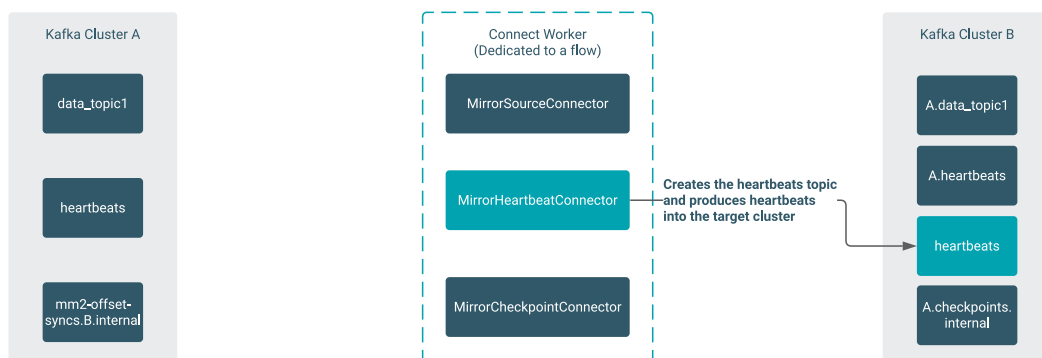 Kafka Cluster A
data_topic1
heartbeats
mm2-offset-
syncs.B.internal
Connect Worker
(Dedicated to a flow)
MirrorSourceConnector
MirrorHeartbeatConnector
MirrorCheckpointConnector
Creates the heartbeats topic
and produces heartbeats
into the target cluster
Kafka Cluster B
A.data_topic1
A.heartbeats
heartbeats
A.checkpoints.
internal